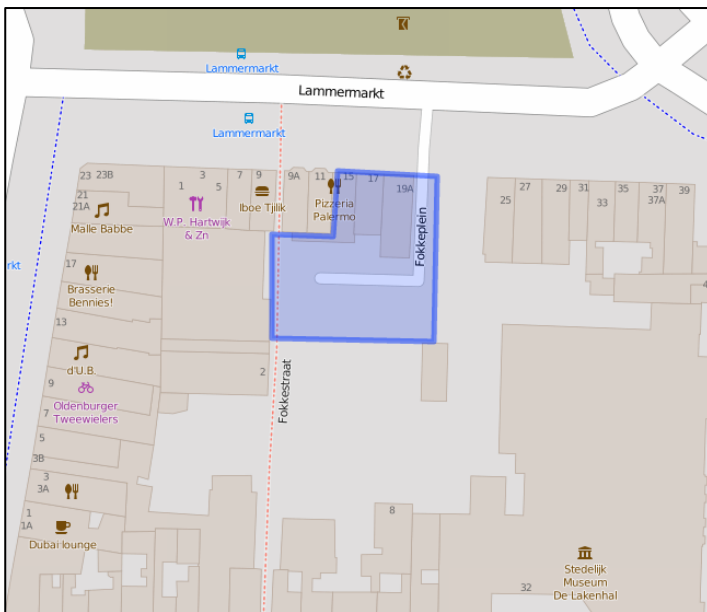 Lammermarkt
Lammermarkt
Lammermarkt
23 23B
3
7
9
9A
11
15
17
19A
1
5
21
21A
Iboe Tjilik
Pizzeria
Palermo
W.P. Hartwijk
& Zn
Malle Babbe
Fokkeplein
25
27
29
31
33
35
37
37A
39
rkt
17
Brasserie
Bennies!
13
d'U.B.
9
Oldenburger
Tweewielers
7
5
3B
3
3A
1
1A
Dubai lounge
2
Fokkestraat
8
4
Stedelijk
Museum
De Lakenhal
32